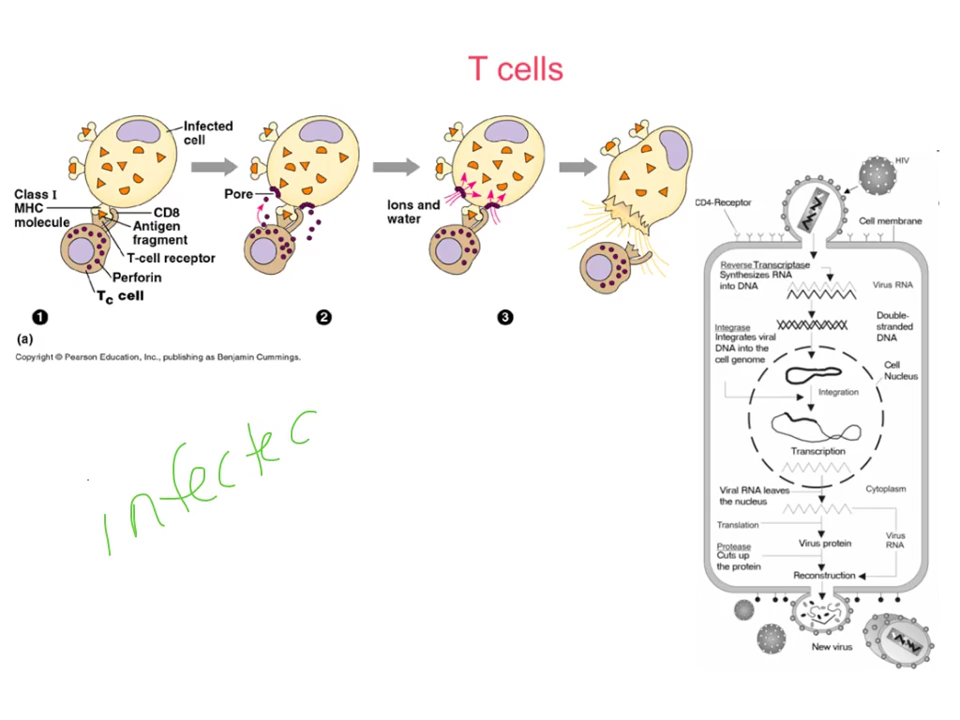 T cells
Infected
cell
Class I
MHC
molecule
CD8
Antigen
fragment
T-cell receptor
Perforin
Tc cell
Pore
Ions and
water
1
2
3
(a)
Copyright © Pearson Education, Inc., publishing as Benjamin Cummings.
infectec
HIV
CD4-Receptor
Cell membrane
Reverse Transcriptase
Synthesizes RNA
into DNA
Virus RNA
Double-
stranded
DNA
Integrase
Integrates viral
DNA into the
cell genome
Cell
Nucleus
Integration
Transcription
Viral RNA leaves
the nucleus
Cytoplasm
Translation
Virus protein
Virus
RNA
Protease
Cuts up
the protein
Reconstruction
New virus